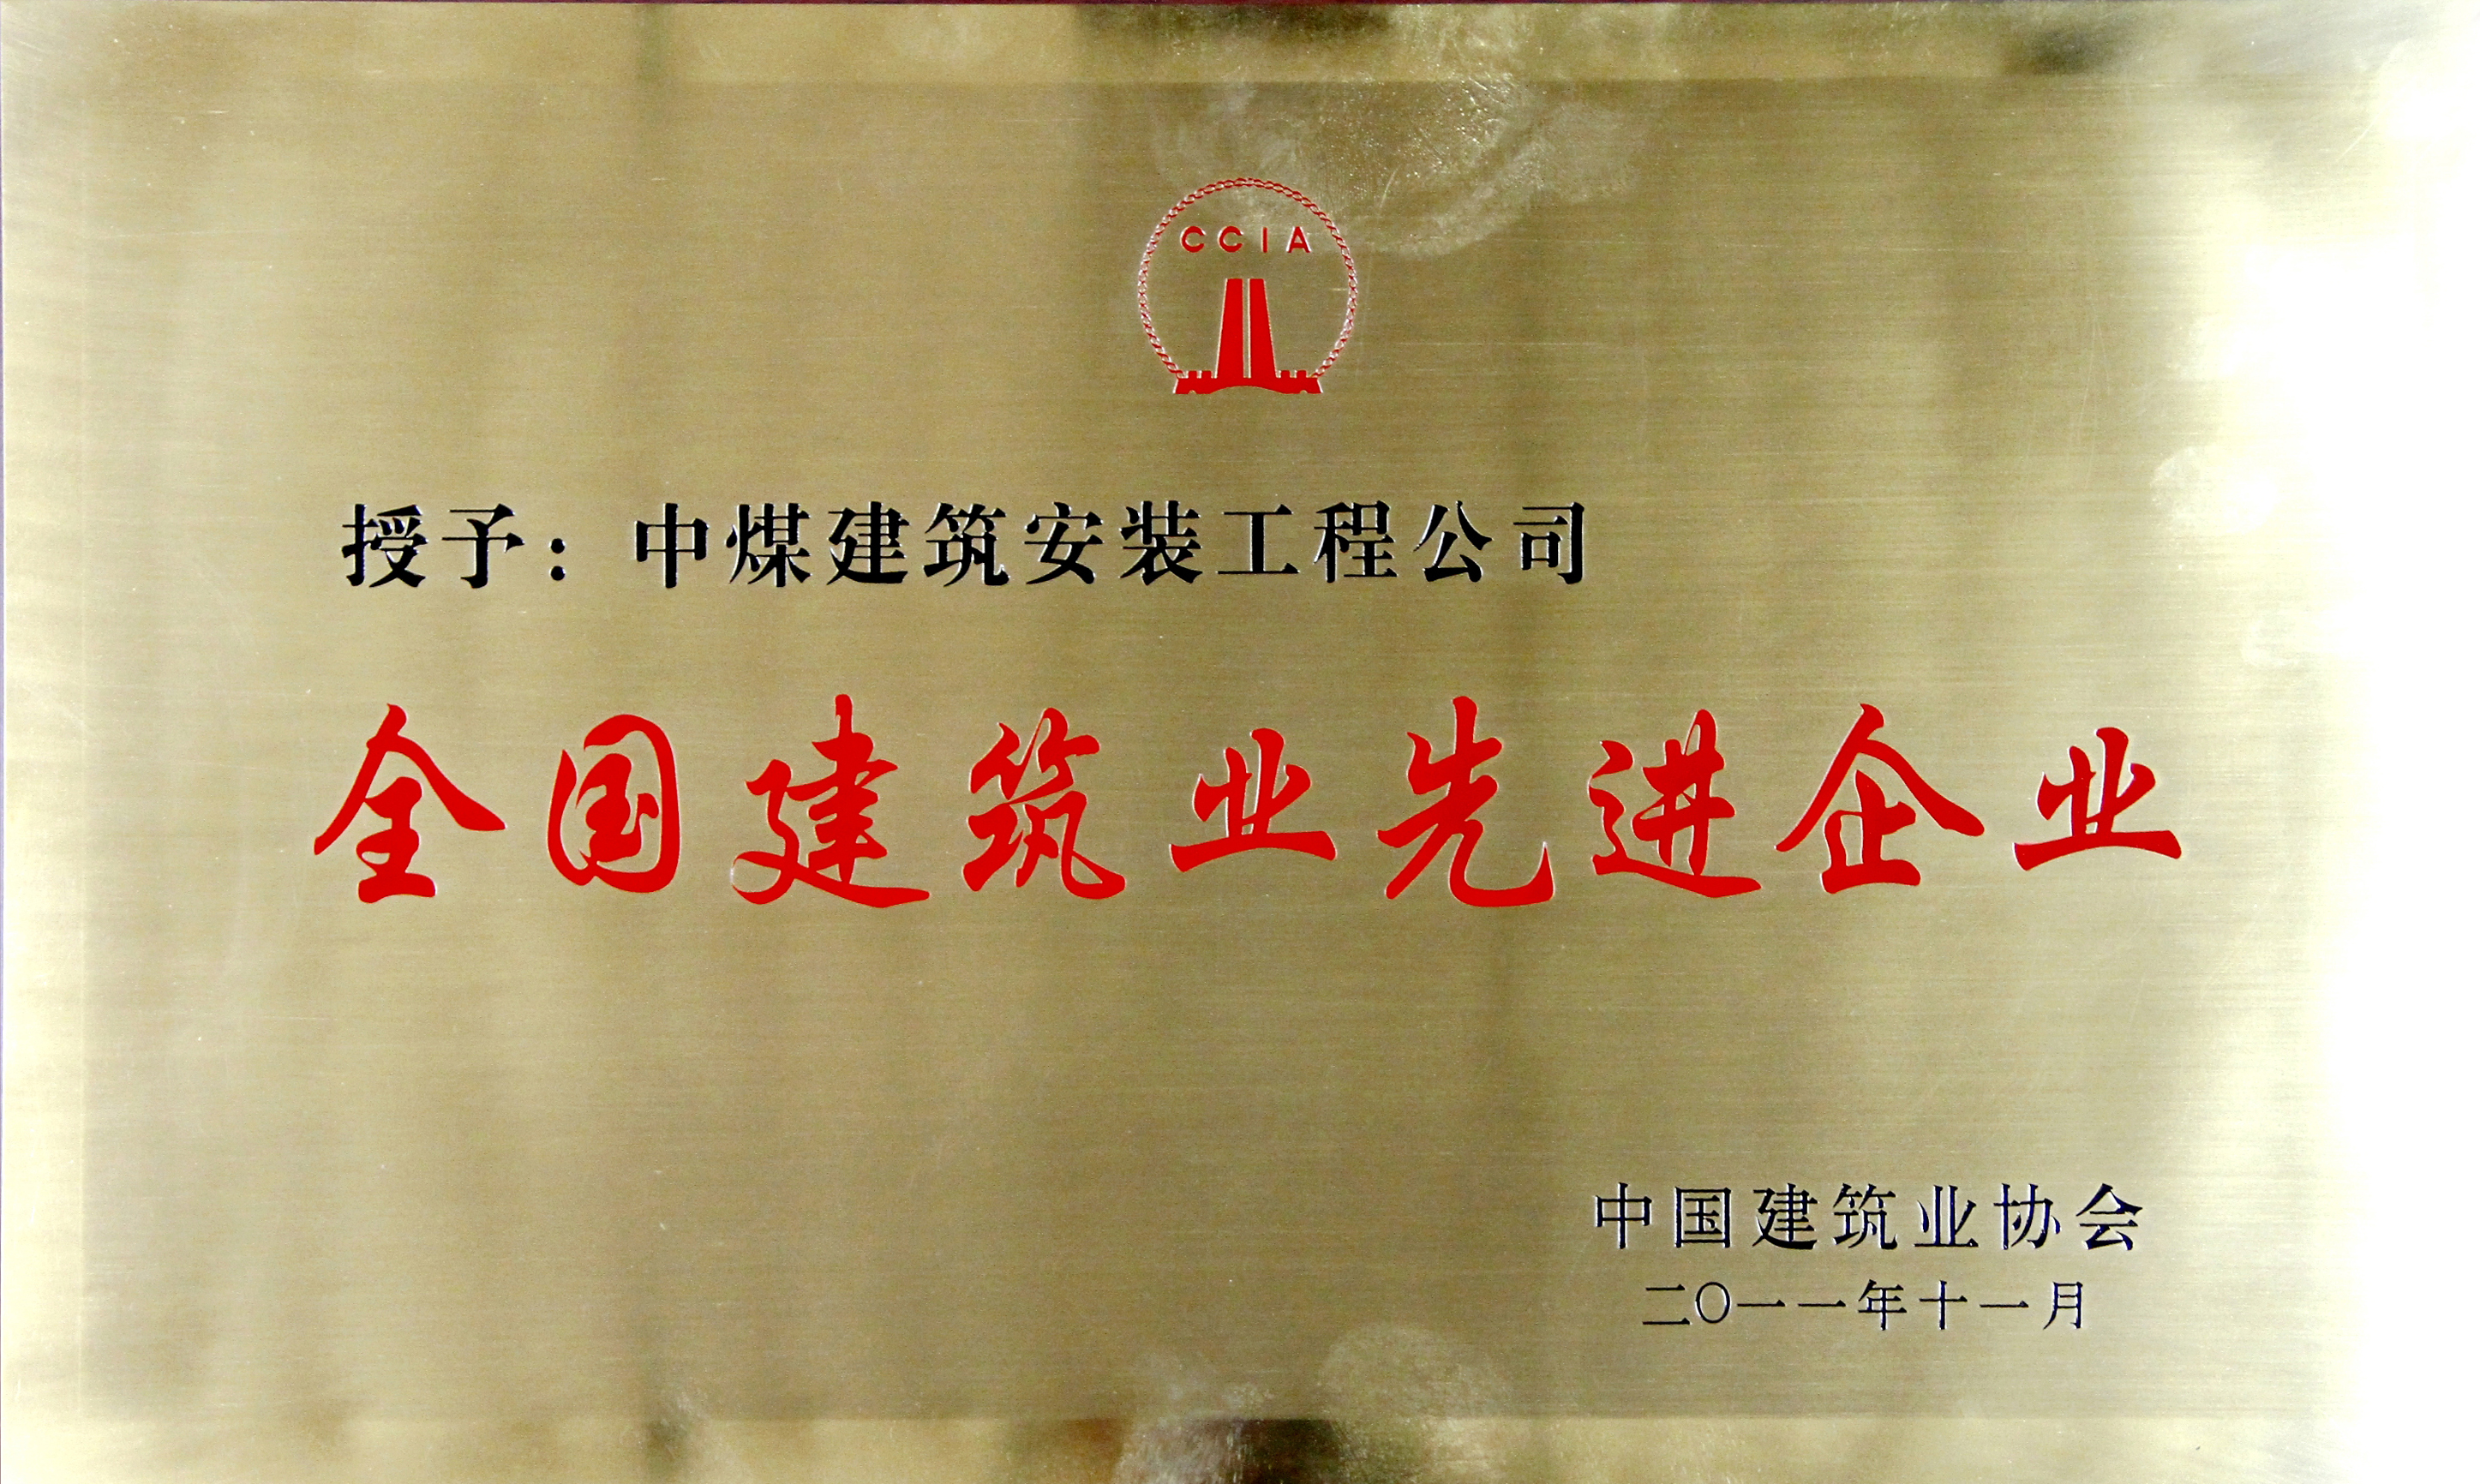 CCIA
授予：中煤建筑安装工程公司
全国建筑业先进企业
中国建筑业协会
二〇一一年十一月